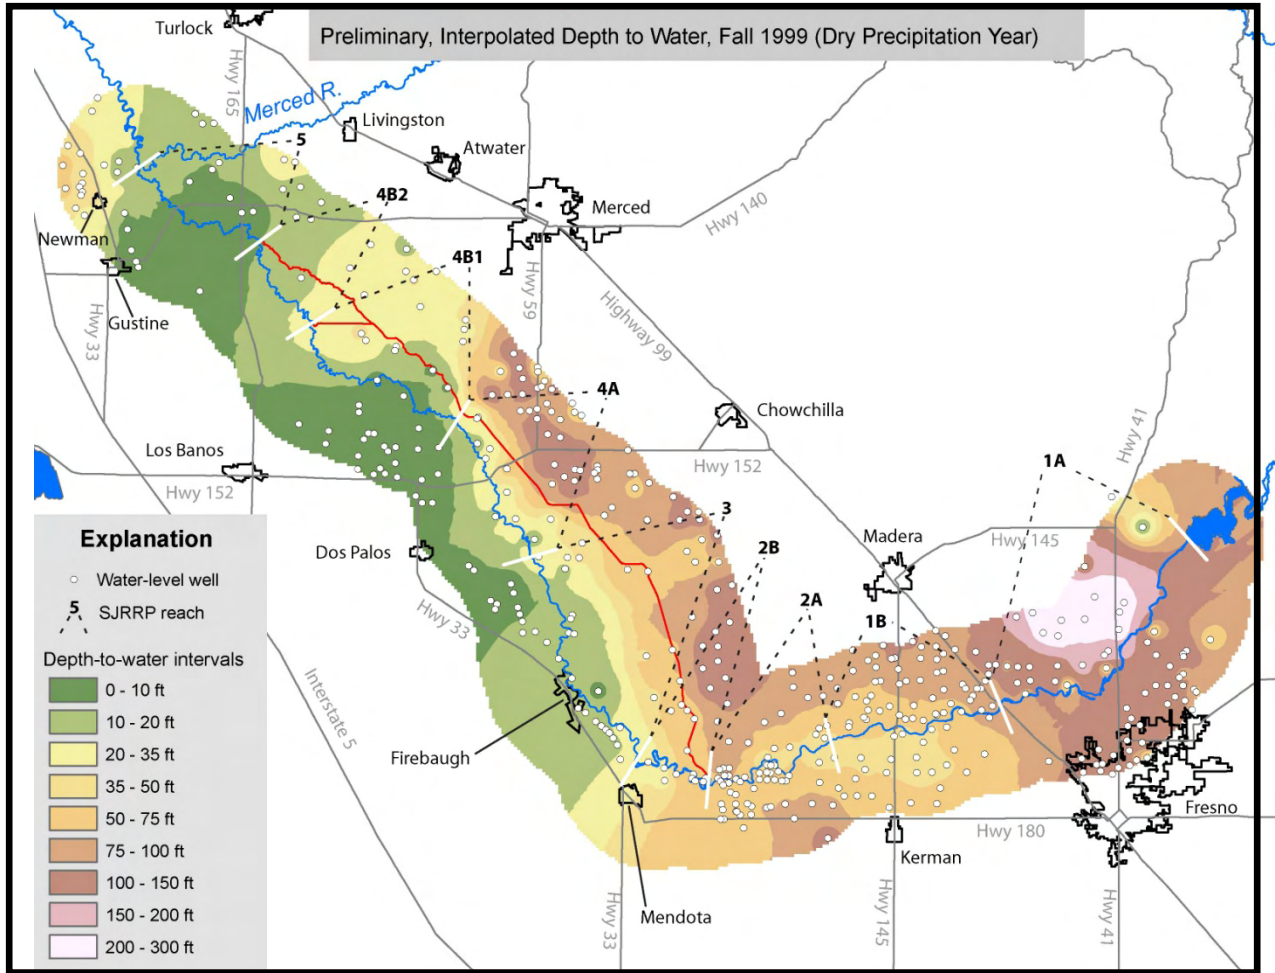 Preliminary, Interpolated Depth to Water, Fall 1999 (Dry Precipitation Year)
Turlock
Hwy 165
Merced R.
Livingston
Atwater
5
4B2
Merced
Hwy 140
Newman
4B1
Hwy 59
Highway 99
Gustine
Hwy 33
4A
Chowchilla
Hwy 41
Los Banos
Hwy 152
Hwy 152
1A
3
Madera
Hwy 145
Dos Palos
2B
2A
1B
Hwy 33
Interstate 5
Firebaugh
Fresno
Hwy 180
Kerman
Mendota
Hwy 33
Hwy 145
Hwy 41
Explanation
Water-level well
5 SJRRP reach
Depth-to-water intervals
0 - 10 ft
10 - 20 ft
20 - 35 ft
35 - 50 ft
50 - 75 ft
75 - 100 ft
100 - 150 ft
150 - 200 ft
200 - 300 ft